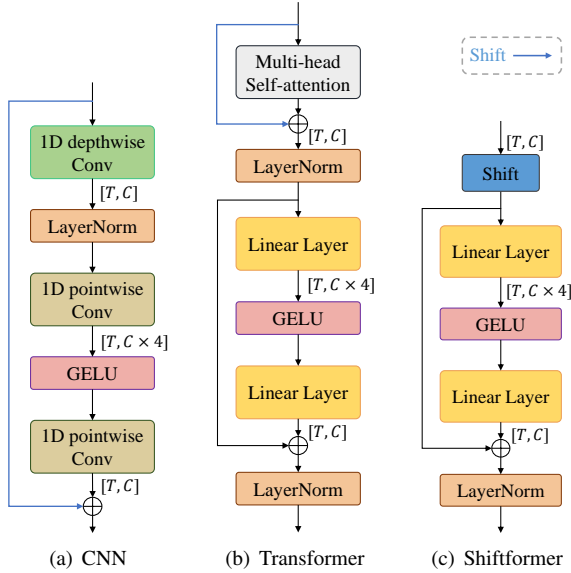 Shift
1D depthwise
Conv
[T, C]
LayerNorm
1D pointwise
Conv
[T, C × 4]
GELU
1D pointwise
Conv
[T, C]
(a) CNN
Multi-head
Self-attention
[T, C]
LayerNorm
Linear Layer
[T, C × 4]
GELU
Linear Layer
[T, C]
LayerNorm
(b) Transformer
[T, C]
Shift
Linear Layer
[T, C × 4]
GELU
Linear Layer
[T, C]
LayerNorm
(c) Shiftformer